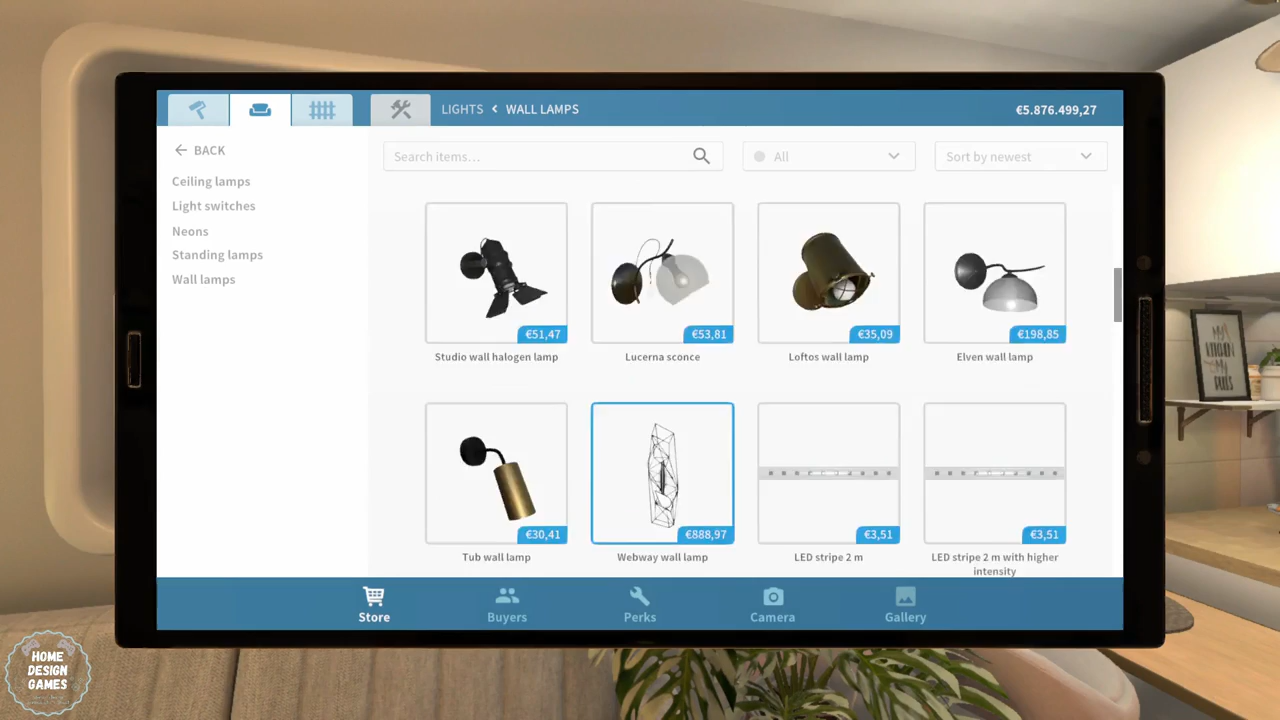 LIGHTS < WALL LAMPS
€5.876.499,27
BACK
Search items...
All
Sort by newest
Ceiling lamps
Light switches
Neons
Standing lamps
Wall lamps
€51,47
€53,81
€35,09
€198,85
Studio wall halogen lamp
Lucerna sconce
Loftos wall lamp
Elven wall lamp
€30,41
€888,97
€3,51
€3,51
Tub wall lamp
Webway wall lamp
LED stripe 2 m
LED stripe 2 m with higher
intensity
Store
Buyers
Perks
Camera
Gallery
HOME
DESIGN
GAMES